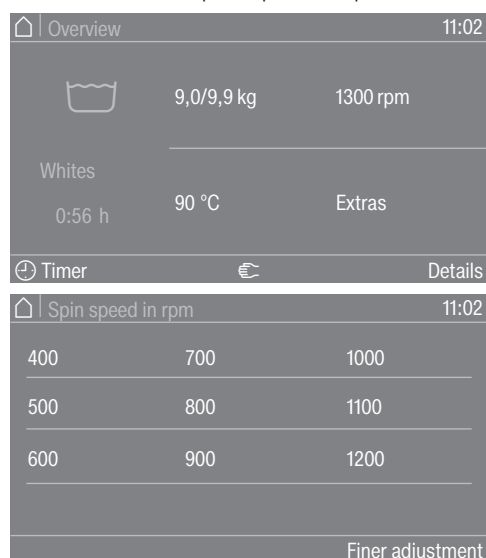 Overview 11:02
9,0/9,9 kg 1300 rpm
Whites
90 °C Extras
0:56 h
Timer Details
Spin speed in rpm 11:02
400 700 1000
500 800 1100
600 900 1200
Finer adjustment